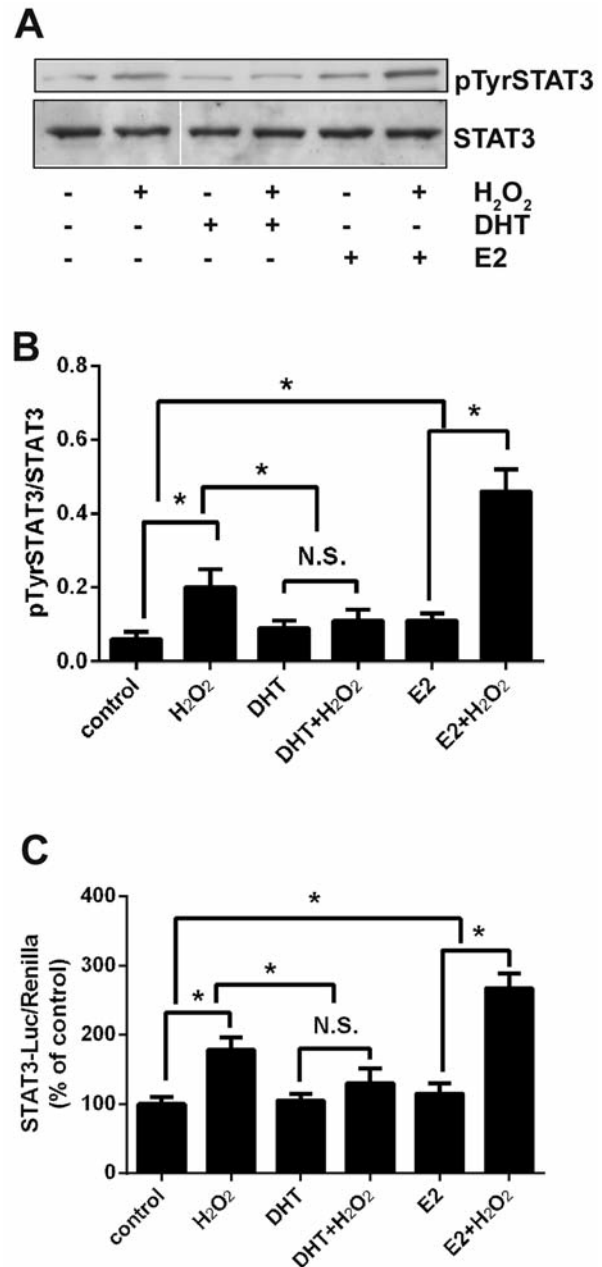 A
pTyrSTAT3
STAT3
- + - + - + H₂O₂
- - + + - - DHT
- - - - + + E2
B
pTyrSTAT3/STAT3
0.8
0.6
0.4
0.2
0.0
*
*
*
*
N.S.
control
H₂O₂
DHT
DHT+H₂O₂
E2
E2+H₂O₂
C
STAT3-Luc/Renilla
(% of control)
400
300
200
100
0
*
*
*
*
N.S.
control
H₂O₂
DHT
DHT+H₂O₂
E2
E2+H₂O₂